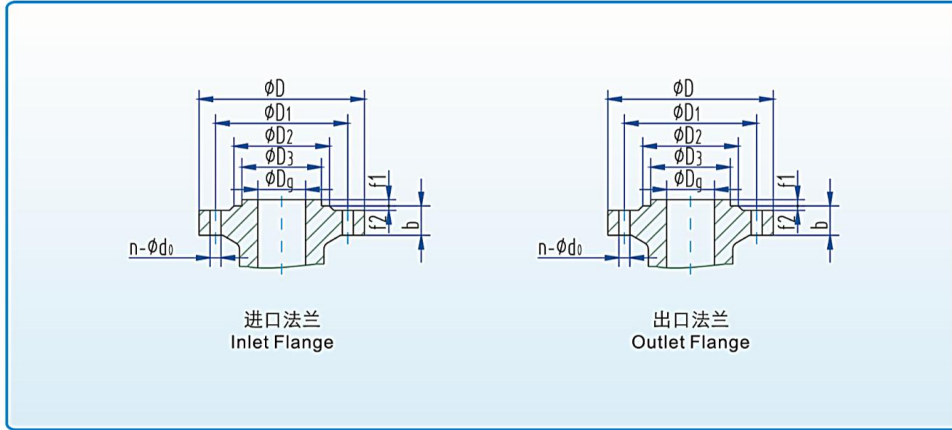 ϕD
ϕD1
ϕD2
ϕD3
ϕDg
f1
f2
b
n-ϕd0
进口法兰
Inlet Flange
ϕD
ϕD1
ϕD2
ϕD3
ϕDg
f1
f2
b
n-ϕd0
出口法兰
Outlet Flange